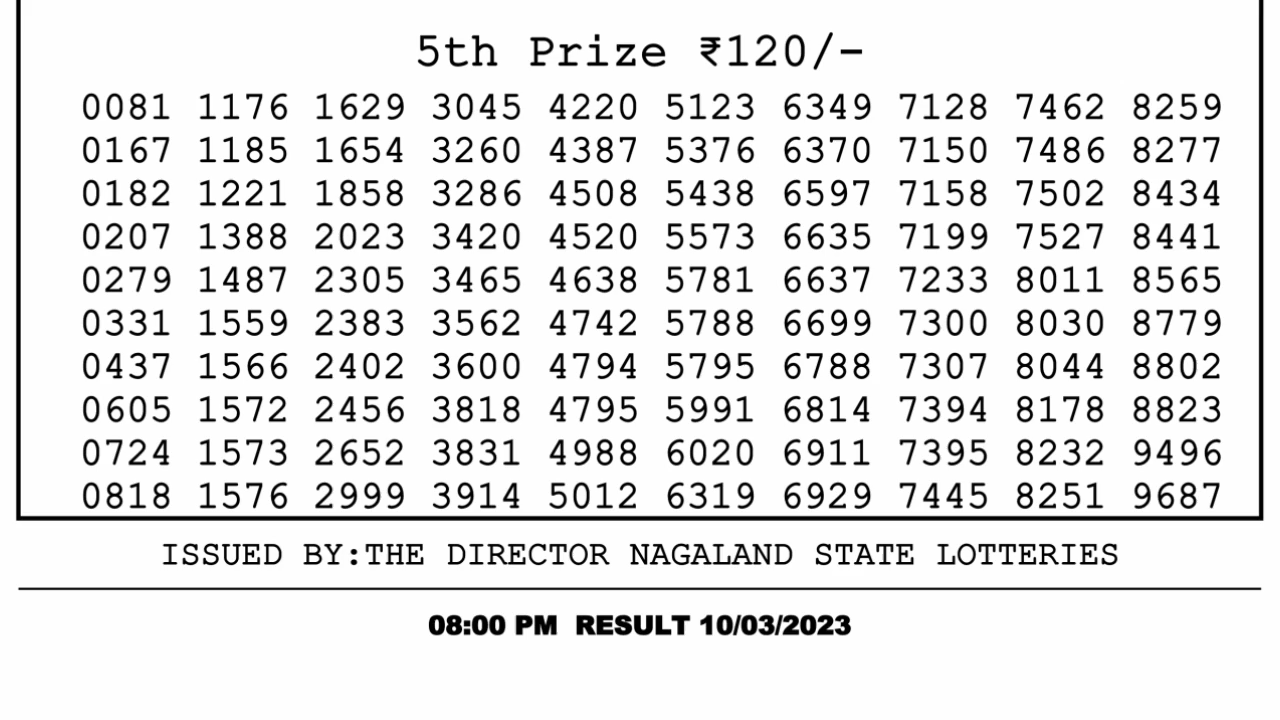 5th Prize ₹120/-
0081 1176 1629 3045 4220 5123 6349 7128 7462 8259
0167 1185 1654 3260 4387 5376 6370 7150 7486 8277
0182 1221 1858 3286 4508 5438 6597 7158 7502 8434
0207 1388 2023 3420 4520 5573 6635 7199 7527 8441
0279 1487 2305 3465 4638 5781 6637 7233 8011 8565
0331 1559 2383 3562 4742 5788 6699 7300 8030 8779
0437 1566 2402 3600 4794 5795 6788 7307 8044 8802
0605 1572 2456 3818 4795 5991 6814 7394 8178 8823
0724 1573 2652 3831 4988 6020 6911 7395 8232 9496
0818 1576 2999 3914 5012 6319 6929 7445 8251 9687
ISSUED BY:THE DIRECTOR NAGALAND STATE LOTTERIES
08:00 PM RESULT 10/03/2023